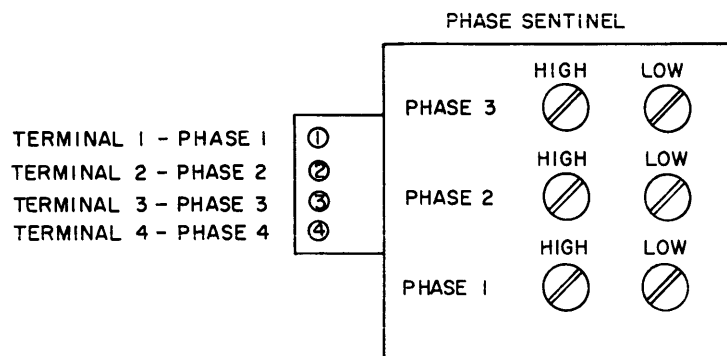 PHASE SENTINEL
HIGH LOW
PHASE 3
TERMINAL 1 - PHASE 1 1
TERMINAL 2 - PHASE 2 2
TERMINAL 3 - PHASE 3 3
TERMINAL 4 - PHASE 4 4
HIGH LOW
PHASE 2
HIGH LOW
PHASE 1